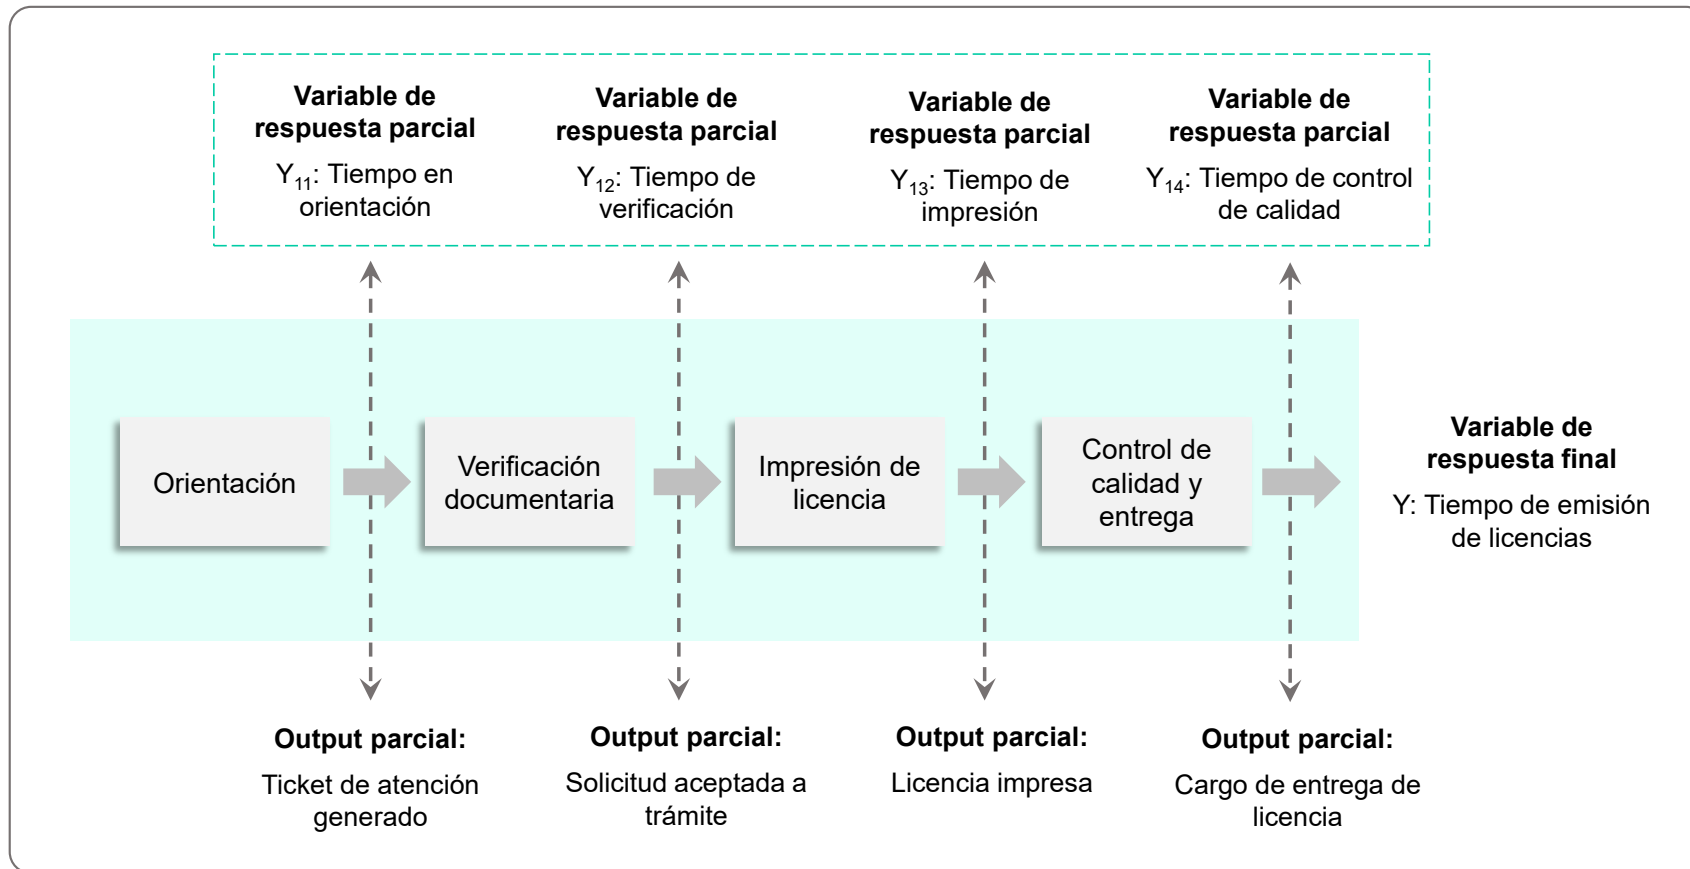 Variable de
respuesta parcial
Y₁₁: Tiempo en
orientación
Variable de
respuesta parcial
Y₁₂: Tiempo de
verificación
Variable de
respuesta parcial
Y₁₃: Tiempo de
impresión
Variable de
respuesta parcial
Y₁₄: Tiempo de control
de calidad
Orientación
Verificación
documentaria
Impresión de
licencia
Control de
calidad y
entrega
Variable de
respuesta final
Y: Tiempo de emisión
de licencias
Output parcial:
Ticket de atención
generado
Output parcial:
Solicitud aceptada a
trámite
Output parcial:
Licencia impresa
Output parcial:
Cargo de entrega de
licencia